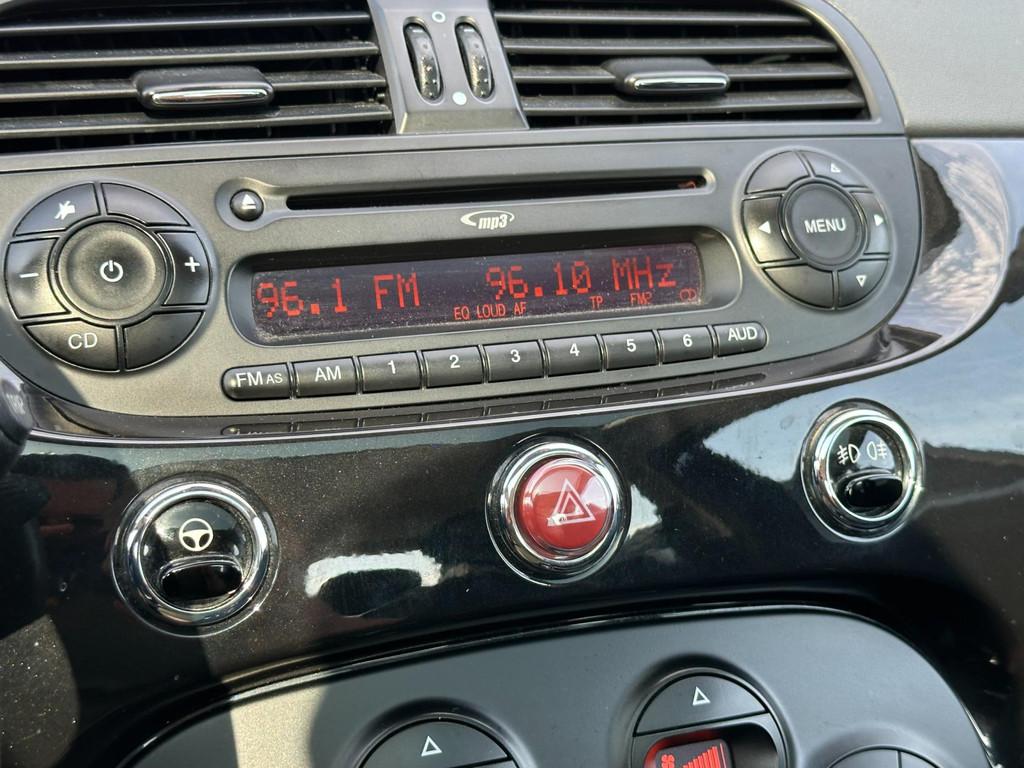 mp3
MENU
96.1 FM 96.10 MHz
EQ LOUD AF TP FM2 CD
CD
FM AS AM 1 2 3 4 5 6 AUD